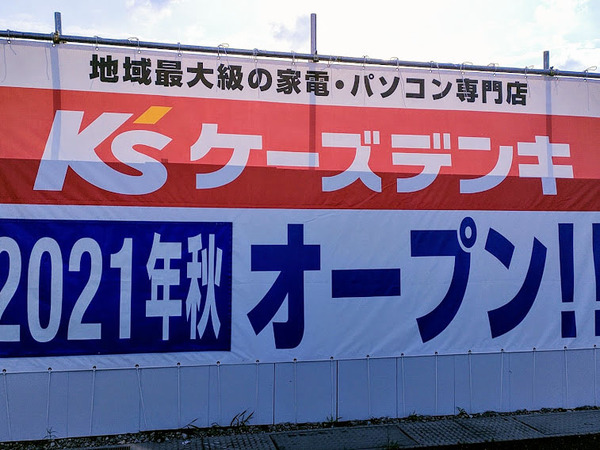 地域最大級の家電・パソコン専門店
K's ケーズデンキ
2021年秋 オープン!!